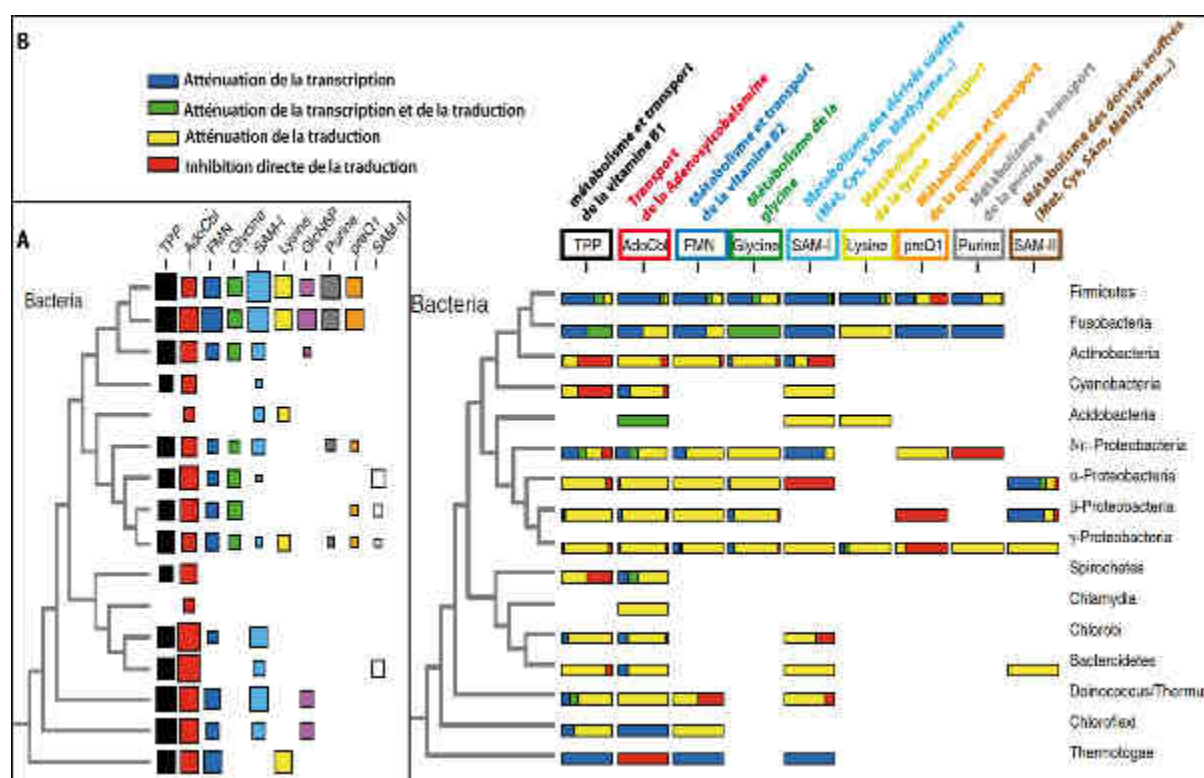 B
Atténuation de la transcription
Atténuation de la transcription et de la traduction
Atténuation de la traduction
Inhibition directe de la traduction
métabolisme et transport
de la vitamine B1
Transport
de la Adenosylcobalamine
Métabolisme et transport
de la vitamine B2
Métabolisme de la
glycine
Métabolisme des dérivés souffrés
(Met, Cys, SAm, Methylene...)
Métabolisme et transport
de la lysine
Métabolisme et transport
de la queuosine
Métabolisme et transport
de la purine
Métabolisme des dérivés souffrés
(Met, Cys, SAm, Methylene...)
TPP
AdoCbl
FMN
Glycine
SAM-I
Lysine
preQ1
Purine
SAM-II
A
TPP
AdoCbl
FMN
Glycine
SAM-I
Lysine
GlcN6P
Purine
preQ1
SAM-II
Bacteria
Bacteria
Firmicutes
Fusobacteria
Actinobacteria
Cyanobacteria
Acidobacteria
δ/ε-Proteobacteria
α-Proteobacteria
β-Proteobacteria
γ-Proteobacteria
Spirochetes
Chlamydia
Chlorobi
Bacteroidetes
Deinococcus/Thermu
Chloroflexi
Thermotogae